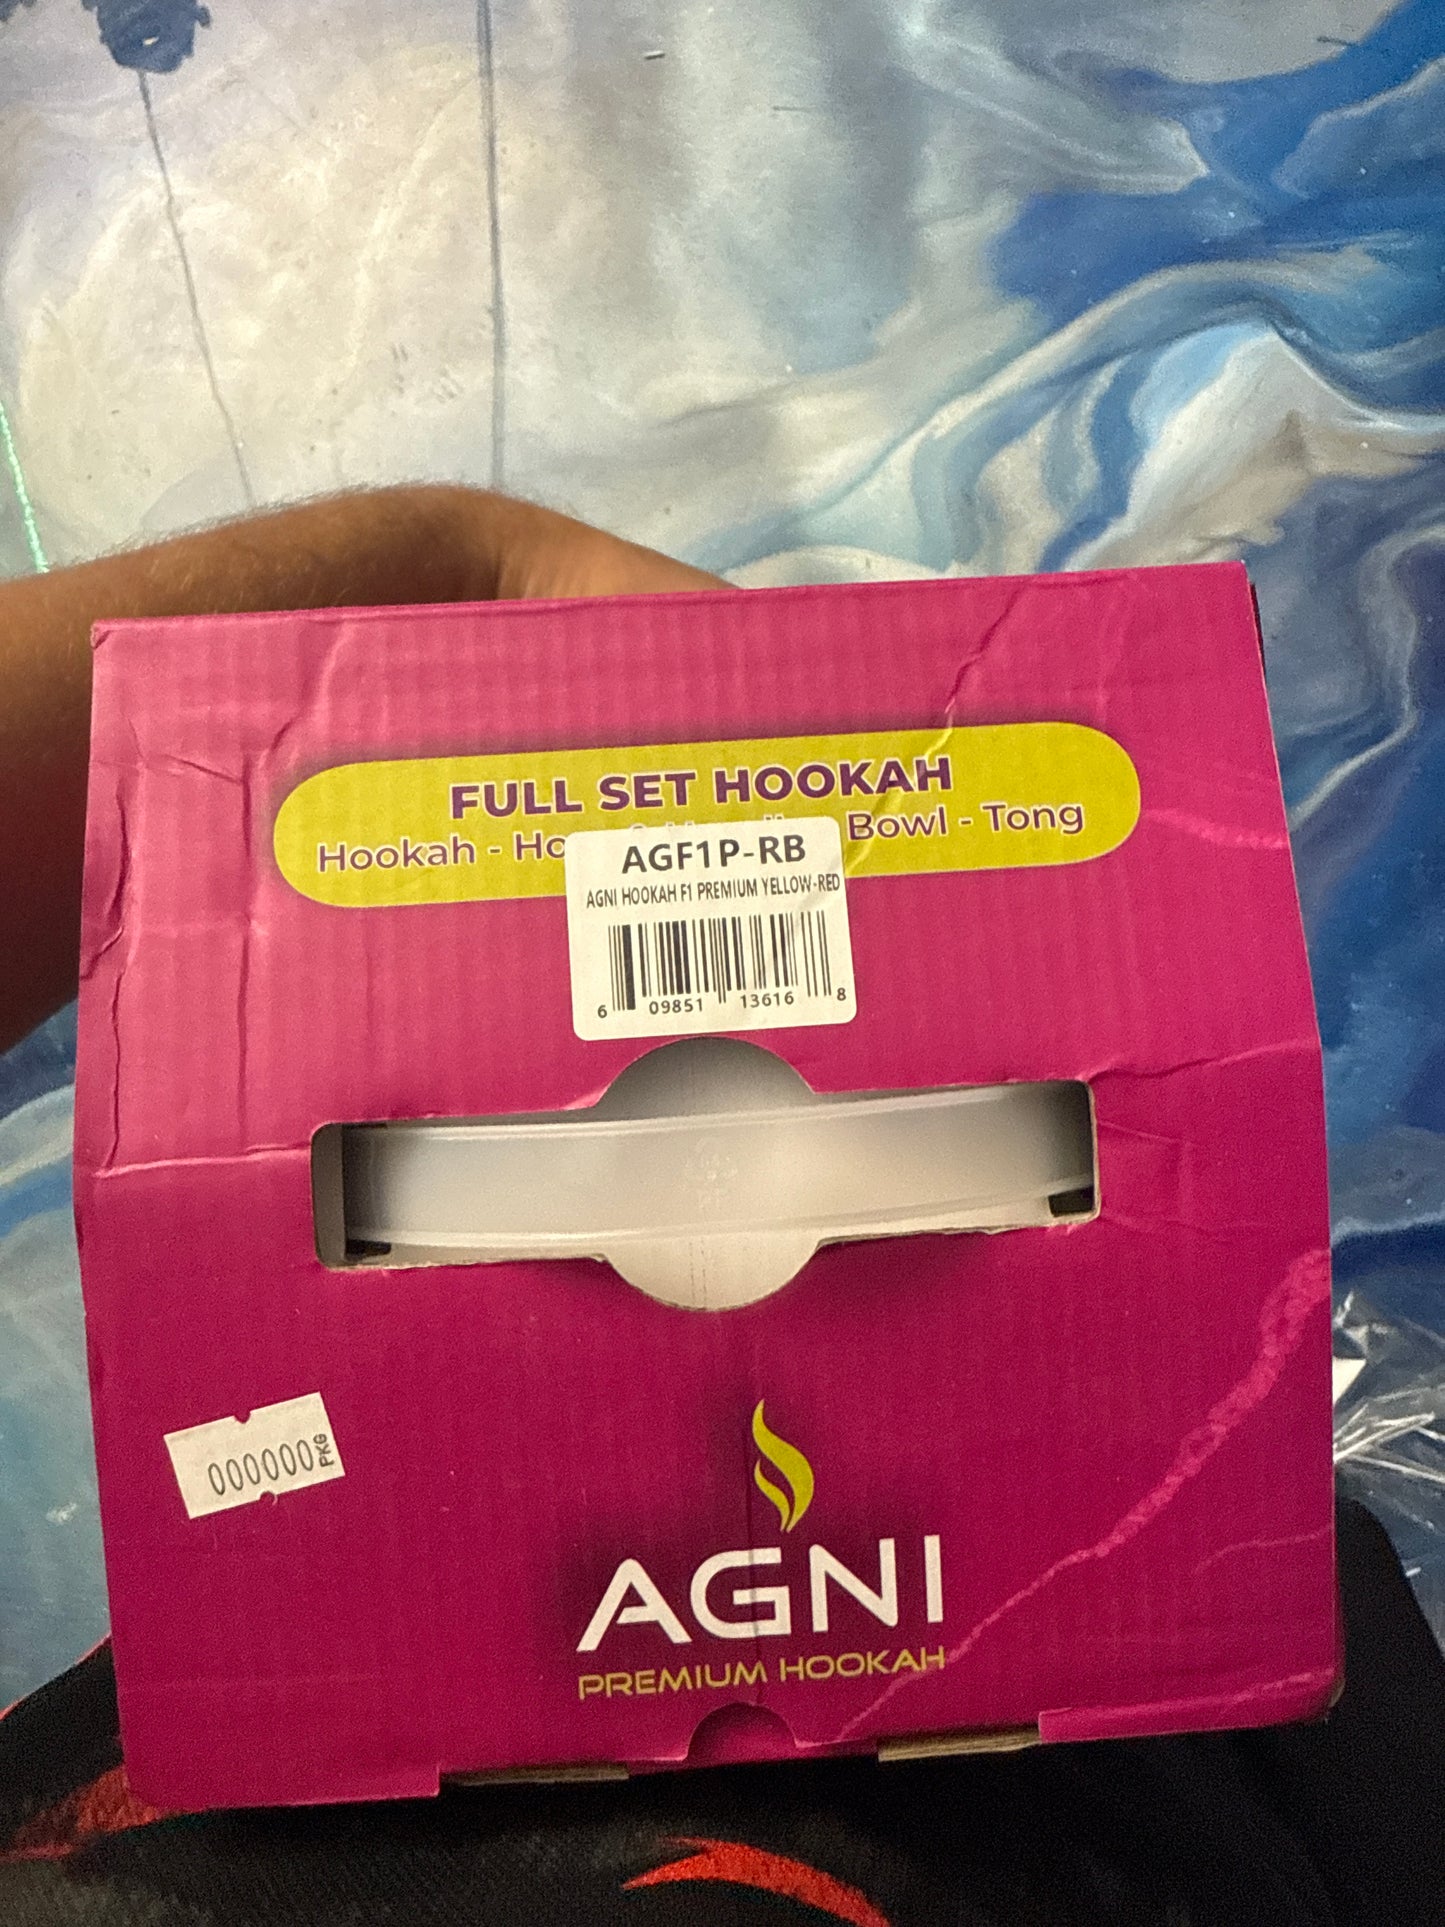 FULL SET HOOKAH
Hookah - Bowl - Tong
AGF1P-RB
AGNI HOOKAH F1 PREMIUM YELLOW-RED
6 09851 13616 8
000000 PKG
AGNI
PREMIUM HOOKAH